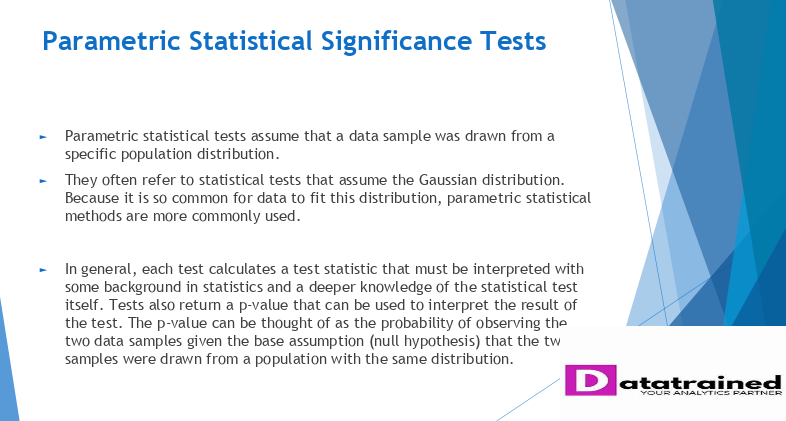 Parametric Statistical Significance Tests
► Parametric statistical tests assume that a data sample was drawn from a
specific population distribution.
► They often refer to statistical tests that assume the Gaussian distribution.
Because it is so common for data to fit this distribution, parametric statistical
methods are more commonly used.
► In general, each test calculates a test statistic that must be interpreted with
some background in statistics and a deeper knowledge of the statistical test
itself. Tests also return a p-value that can be used to interpret the result of
the test. The p-value can be thought of as the probability of observing the
two data samples given the base assumption (null hypothesis) that the tw
samples were drawn from a population with the same distribution.
Datatrained
YOUR ANALYTICS PARTNER